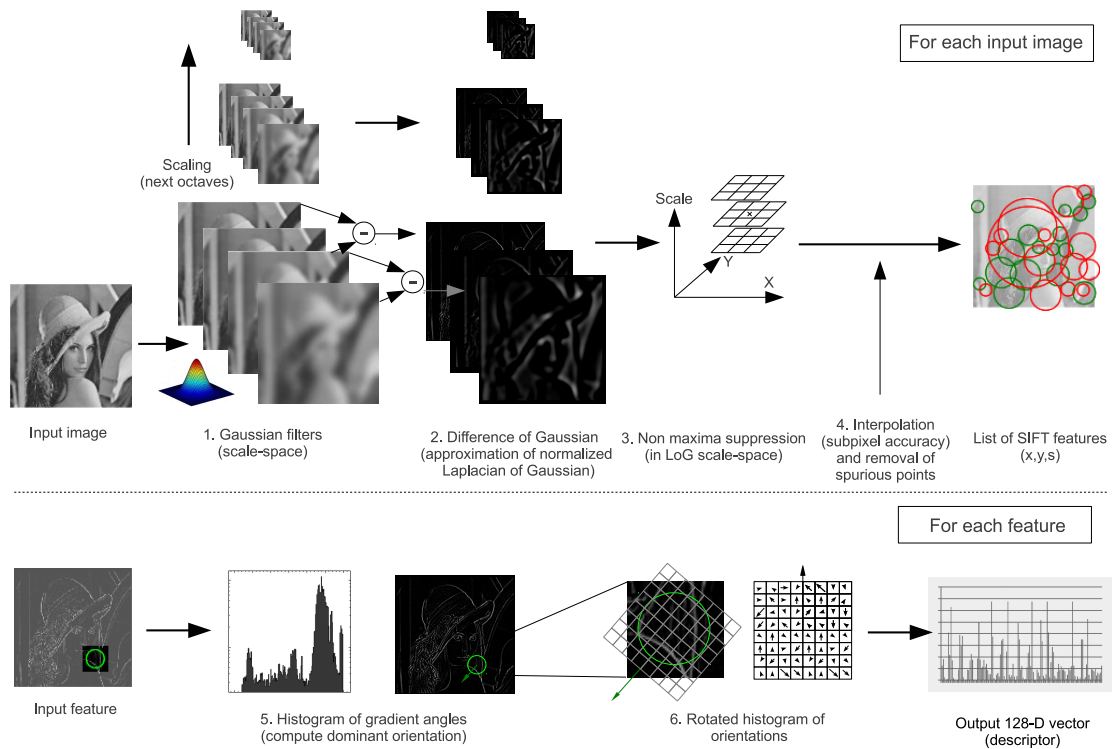 For each input image
Scaling
(next octaves)
Scale
Y
X
Input image
1. Gaussian filters
(scale-space)
2. Difference of Gaussian
(approximation of normalized
Laplacian of Gaussian)
3. Non maxima suppression
(in LoG scale-space)
4. Interpolation
(subpixel accuracy)
and removal of
spurious points
List of SIFT features
(x,y,s)
For each feature
Input feature
5. Histogram of gradient angles
(compute dominant orientation)
6. Rotated histogram of
orientations
Output 128-D vector
(descriptor)